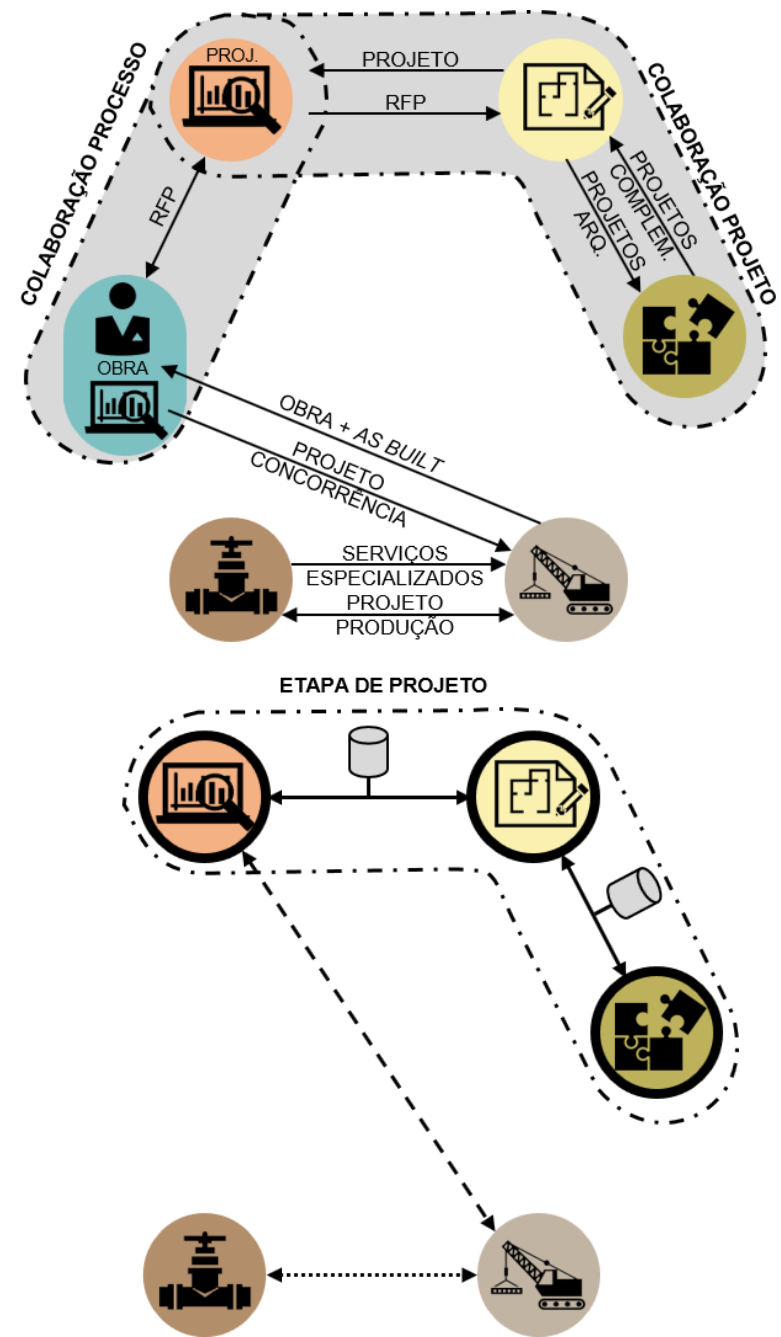 COLABORAÇÃO PROCESSO
PROJ.
PROJETO
RFP
COLABORAÇÃO PROJETO
PROJETOS
COMPLEM.
PROJETOS
ARQ.
RFP
OBRA
OBRA + AS BUILT
PROJETO
CONCORRÊNCIA
SERVIÇOS
ESPECIALIZADOS
PROJETO
PRODUÇÃO
ETAPA DE PROJETO